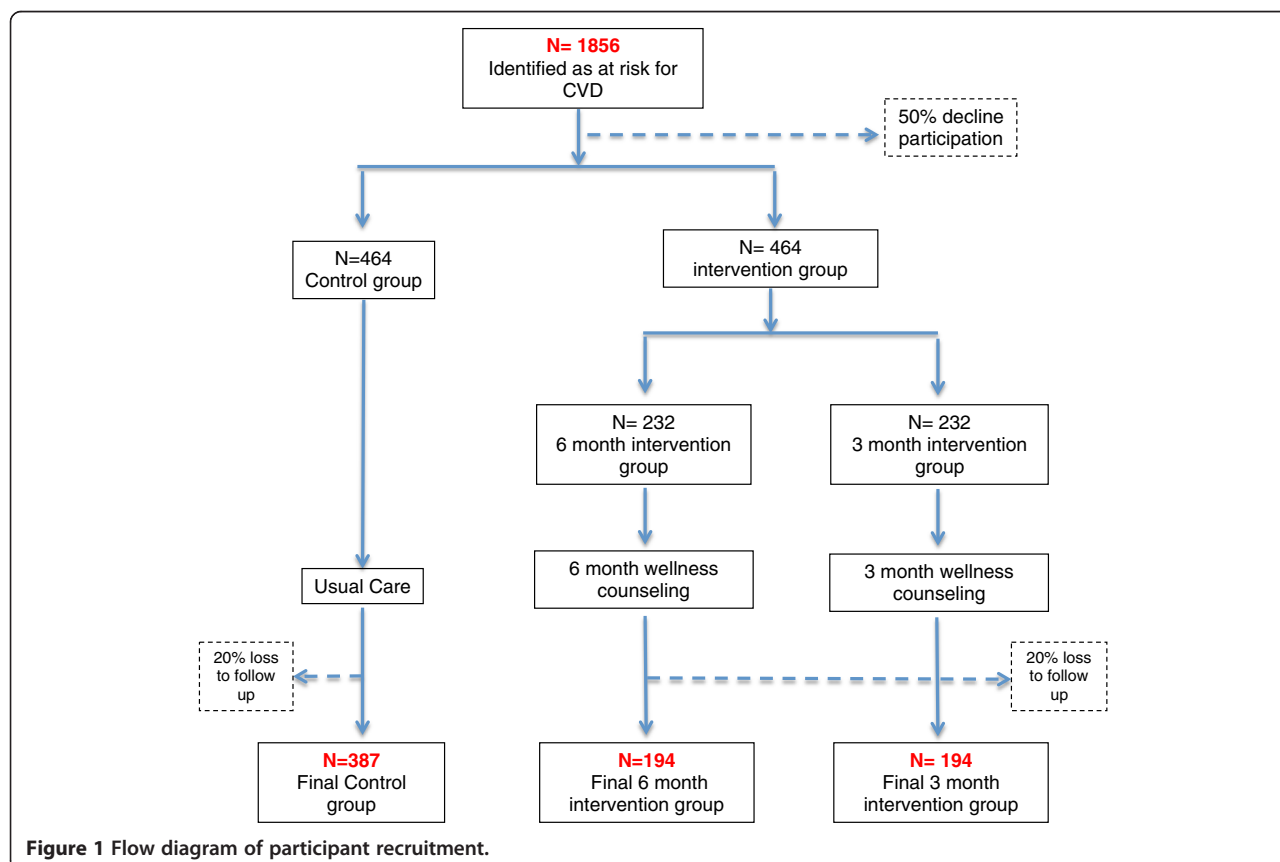 N= 1856
Identified as at risk for
CVD
50% decline
participation
N=464
Control group
N= 464
intervention group
N= 232
6 month intervention
group
N= 232
3 month intervention
group
Usual Care
6 month wellness
counseling
3 month wellness
counseling
20% loss
to follow
up
20% loss
to follow
up
N=387
Final Control
group
N=194
Final 6 month
intervention group
N= 194
Final 3 month
intervention group
Figure 1 Flow diagram of participant recruitment.